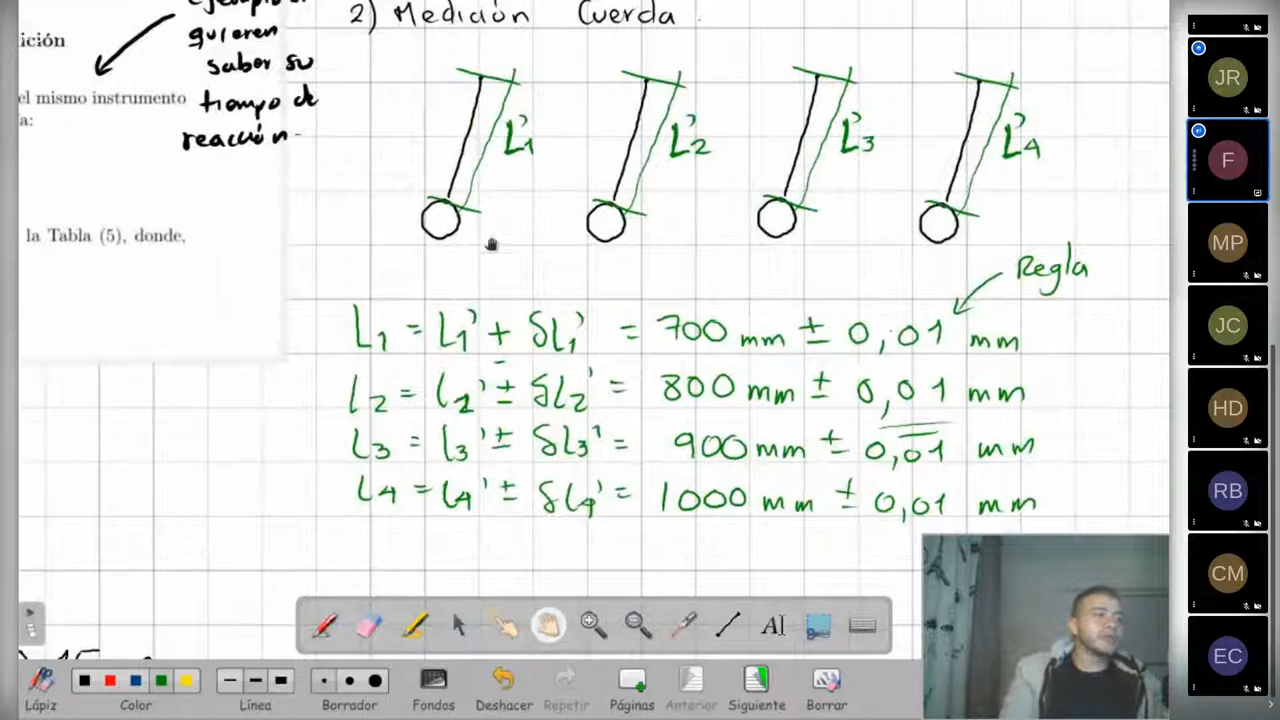 ición
el mismo instrumento
a:
la Tabla (5), donde,
quieren
saber su
tiempo de
reacción
2) Medición Cuerda.
L'1 L'2 L'3 L'4
Regla
L1 = L1' ± δL1' = 700 mm ± 0,01 mm
L2 = L2' ± δL2' = 800 mm ± 0,01 mm
L3 = L3' ± δL3' = 900 mm ± 0,01 mm
L4 = L4' ± δL4' = 1000 mm ± 0,01 mm
JR
F
MP
JC
HD
RB
CM
EC
Lápiz Color Línea Borrador Fondos Deshacer Repetir Páginas Anterior Siguiente Borrar